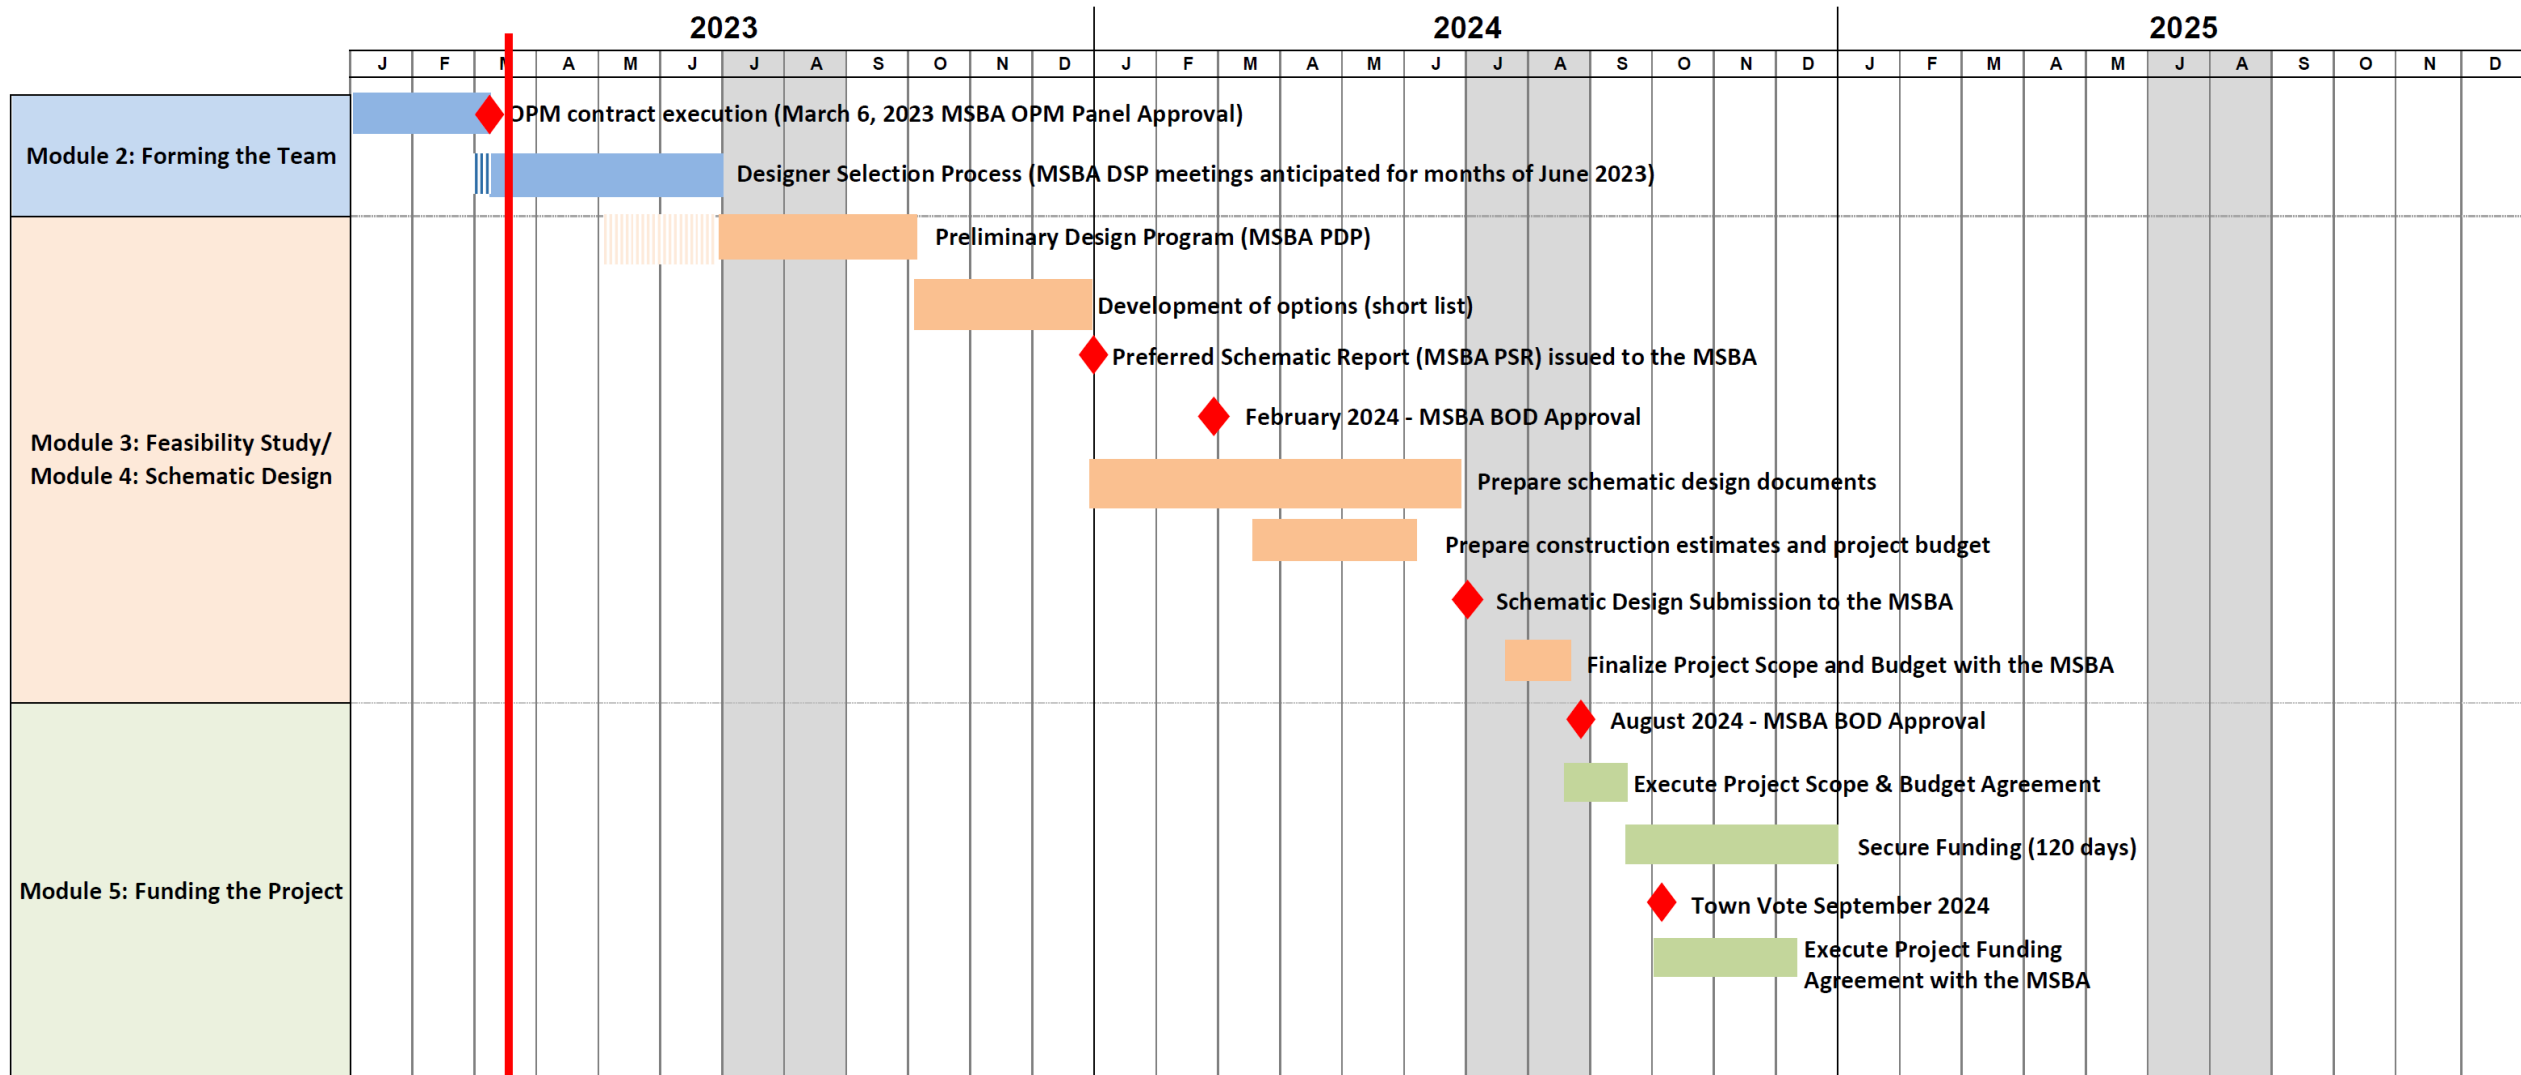 2023 2024 2025
J F M A M J J A S O N D J F M A M J J A S O N D J F M A M J J A S O N D
Module 2: Forming the Team
OPM contract execution (March 6, 2023 MSBA OPM Panel Approval)
Designer Selection Process (MSBA DSP meetings anticipated for months of June 2023)
Module 3: Feasibility Study/
Module 4: Schematic Design
Preliminary Design Program (MSBA PDP)
Development of options (short list)
Preferred Schematic Report (MSBA PSR) issued to the MSBA
February 2024 - MSBA BOD Approval
Prepare schematic design documents
Prepare construction estimates and project budget
Schematic Design Submission to the MSBA
Finalize Project Scope and Budget with the MSBA
Module 5: Funding the Project
August 2024 - MSBA BOD Approval
Execute Project Scope & Budget Agreement
Secure Funding (120 days)
Town Vote September 2024
Execute Project Funding
Agreement with the MSBA